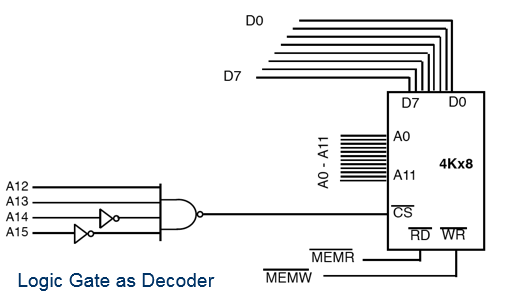 D0
D7
D7 D0
A0 - A11
A0
4Kx8
A11
A12
A13
A14
A15
CS
RD WR
MEMR
MEMW
Logic Gate as Decoder